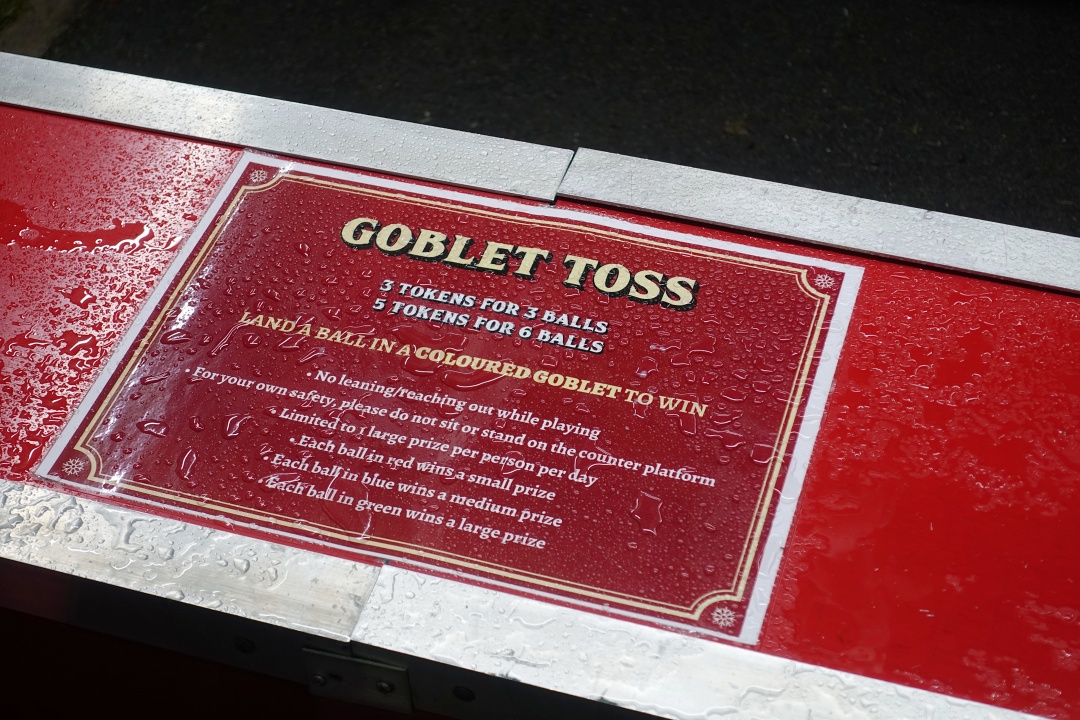 GOBLET TOSS
3 TOKENS FOR 3 BALLS
5 TOKENS FOR 6 BALLS
LAND A BALL IN A COLOURED GOBLET TO WIN
• No leaning/reaching out while playing
• For your own safety, please do not sit or stand on the counter platform
• Limited to 1 large prize per person per day
• Each ball in red wins a small prize
• Each ball in blue wins a medium prize
• Each ball in green wins a large prize